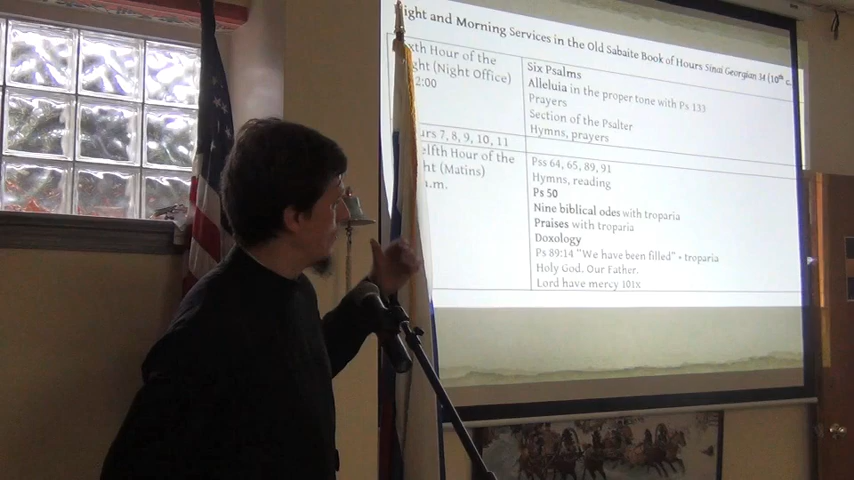 ight and Morning Services in the Old Sabaite Book of Hours Sinai Georgian 34 (10th c.
xth Hour of the
ght (Night Office)
2:00
Six Psalms
Alleluia in the proper tone with Ps 133
Prayers
Section of the Psalter
Hymns, prayers
urs 7, 8, 9, 10, 11
elfth Hour of the
ht (Matins)
a.m.
Pss 64, 65, 89, 91
Hymns, reading
Ps 50
Nine biblical odes with troparia
Praises with troparia
Doxology
Ps 89:14 "We have been filled" + troparia
Holy God. Our Father.
Lord have mercy 101x